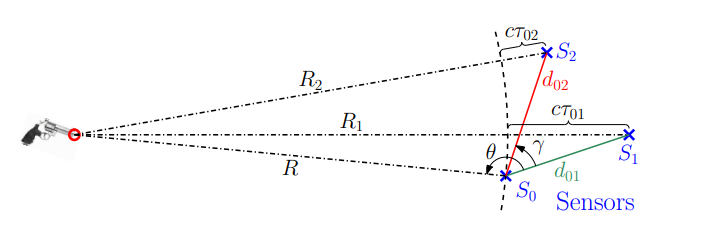 cτ₀₂
S₂
R₂
d₀₂
cτ₀₁
R₁
θ
γ
S₁
R
d₀₁
S₀
Sensors